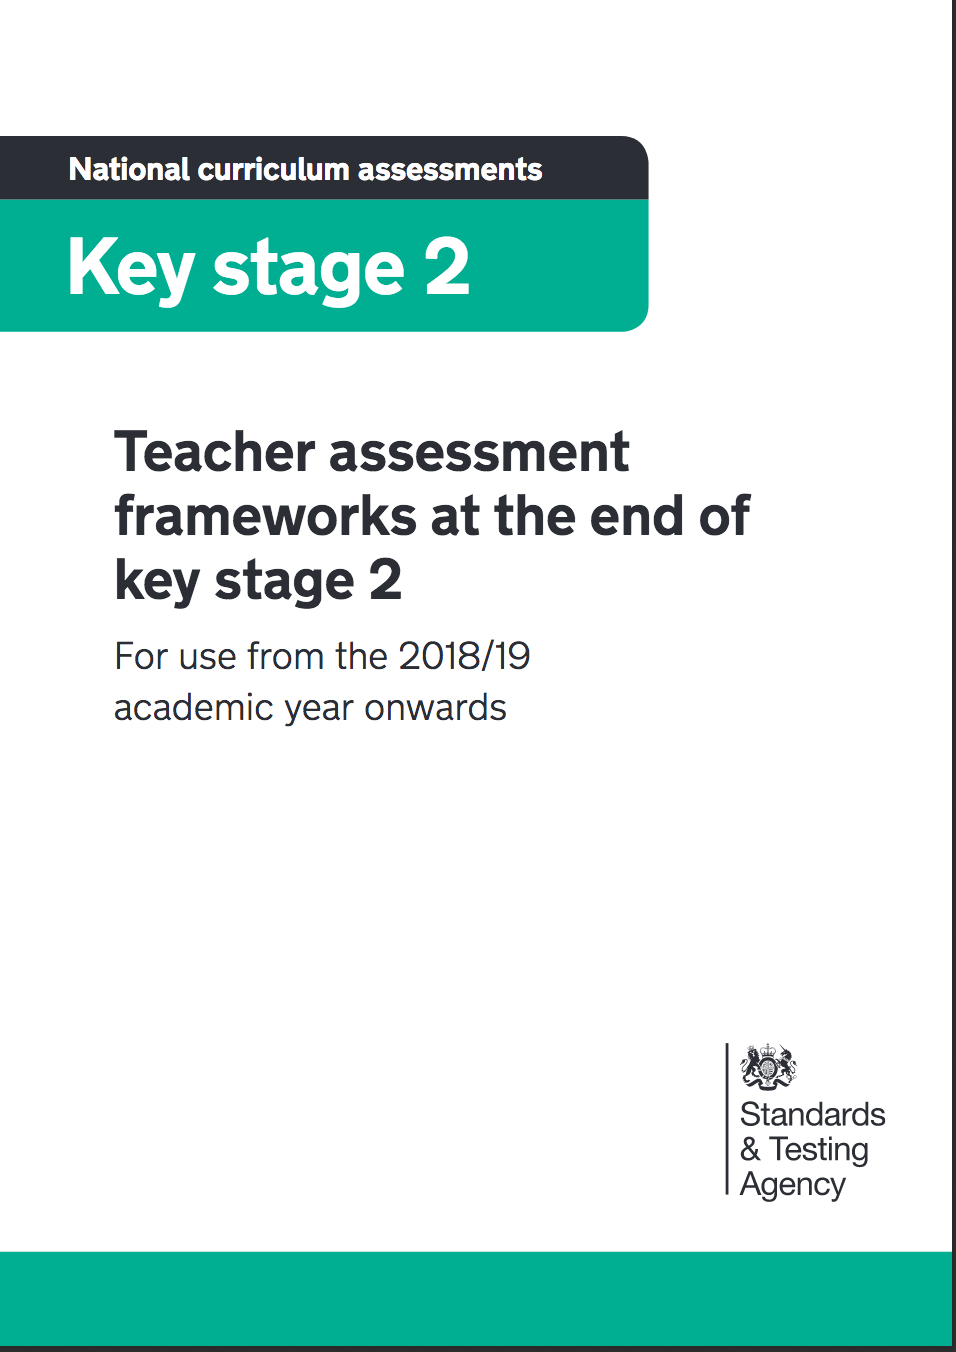 National curriculum assessments
Key stage 2
Teacher assessment
frameworks at the end of
key stage 2
For use from the 2018/19
academic year onwards
Standards
& Testing
Agency